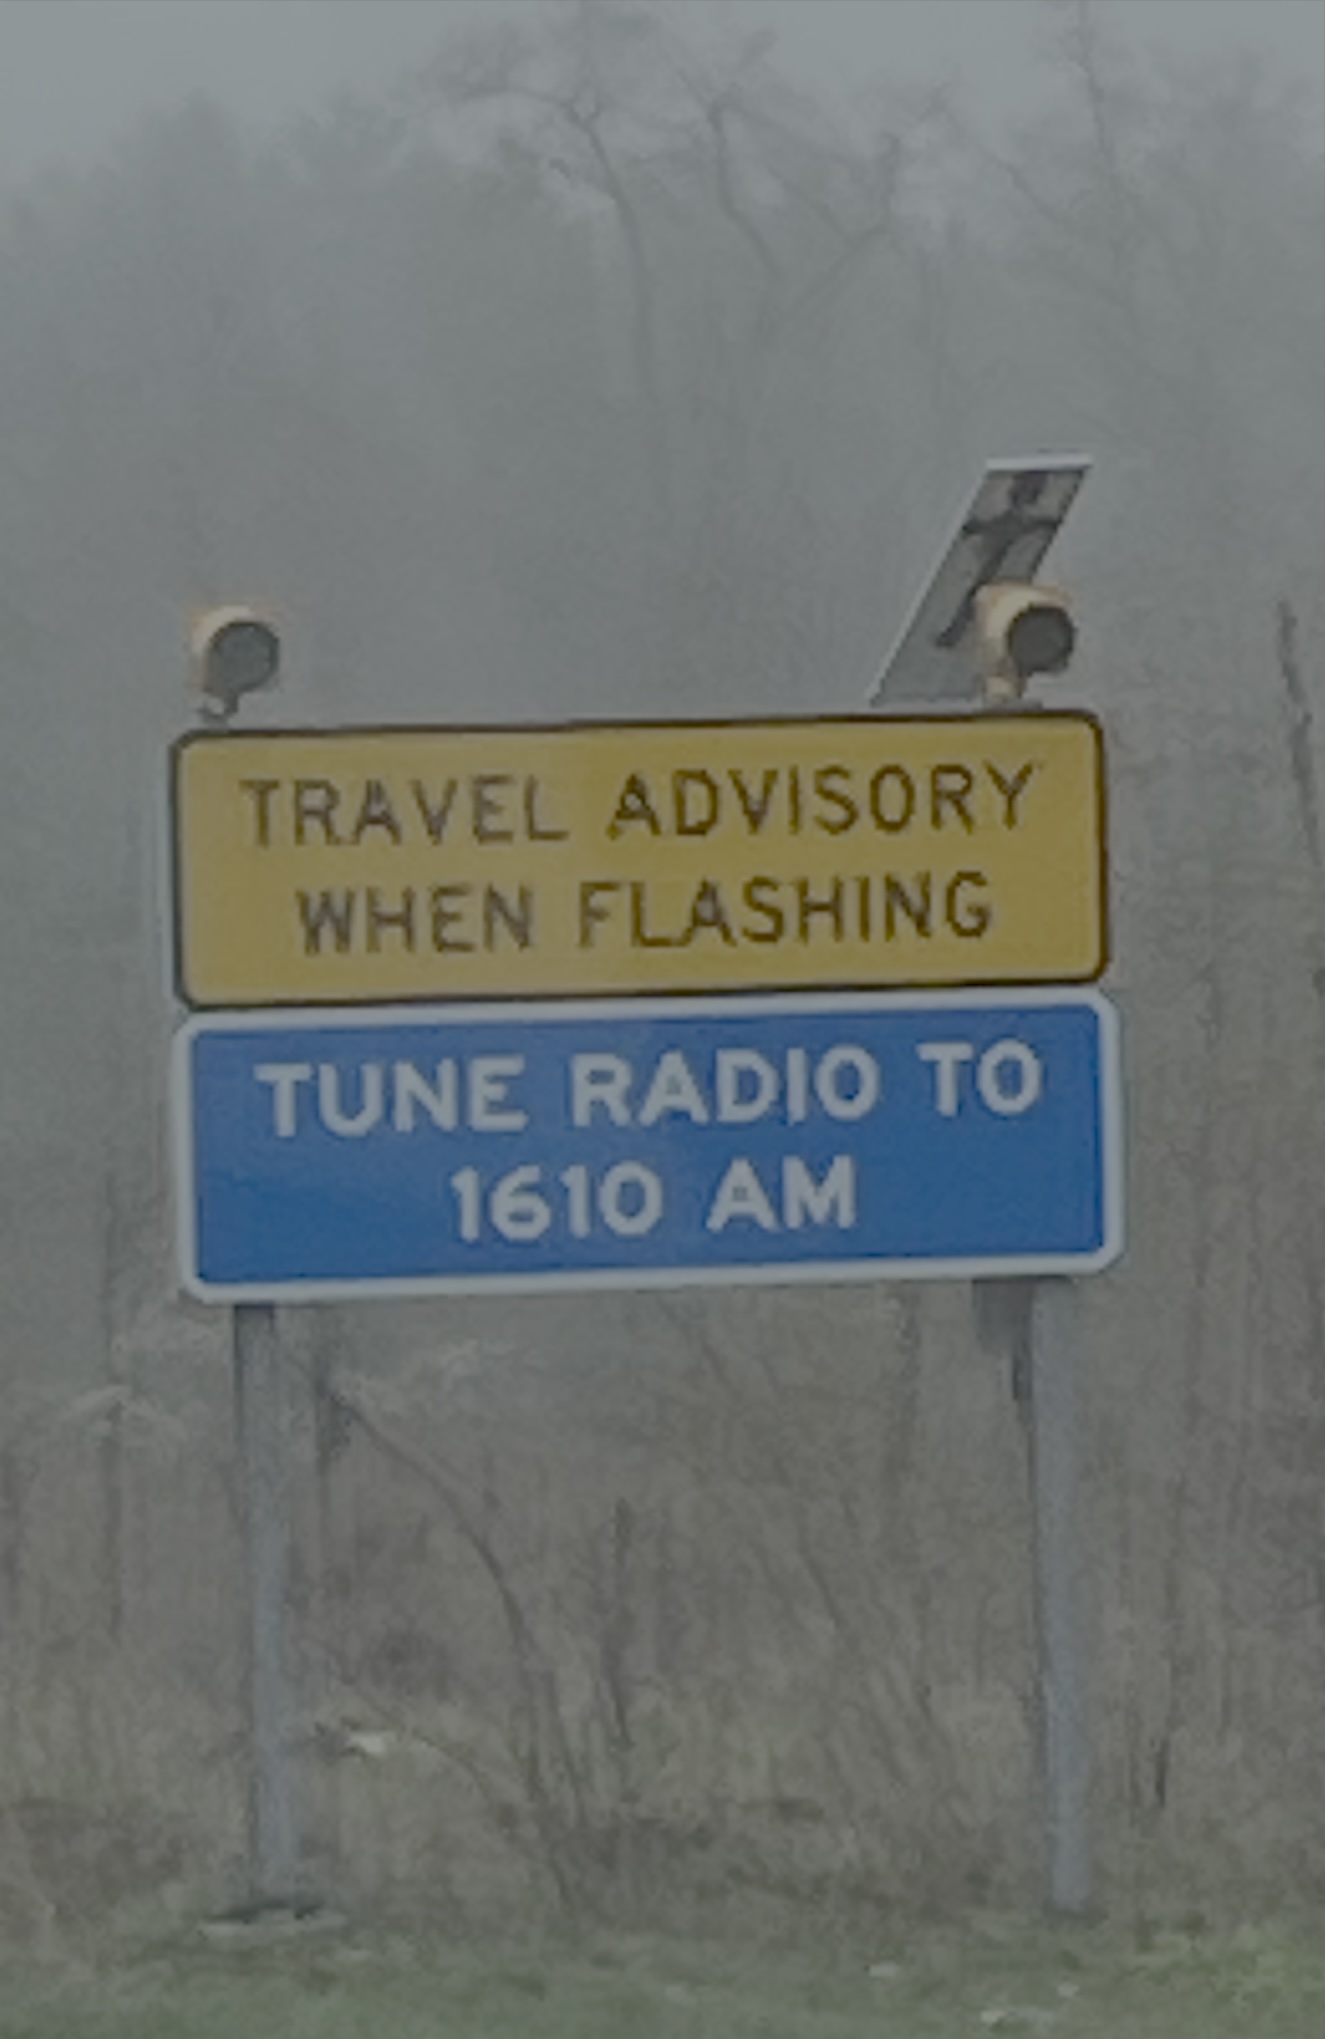 TRAVEL ADVISORY
WHEN FLASHING
TUNE RADIO TO
1610 AM